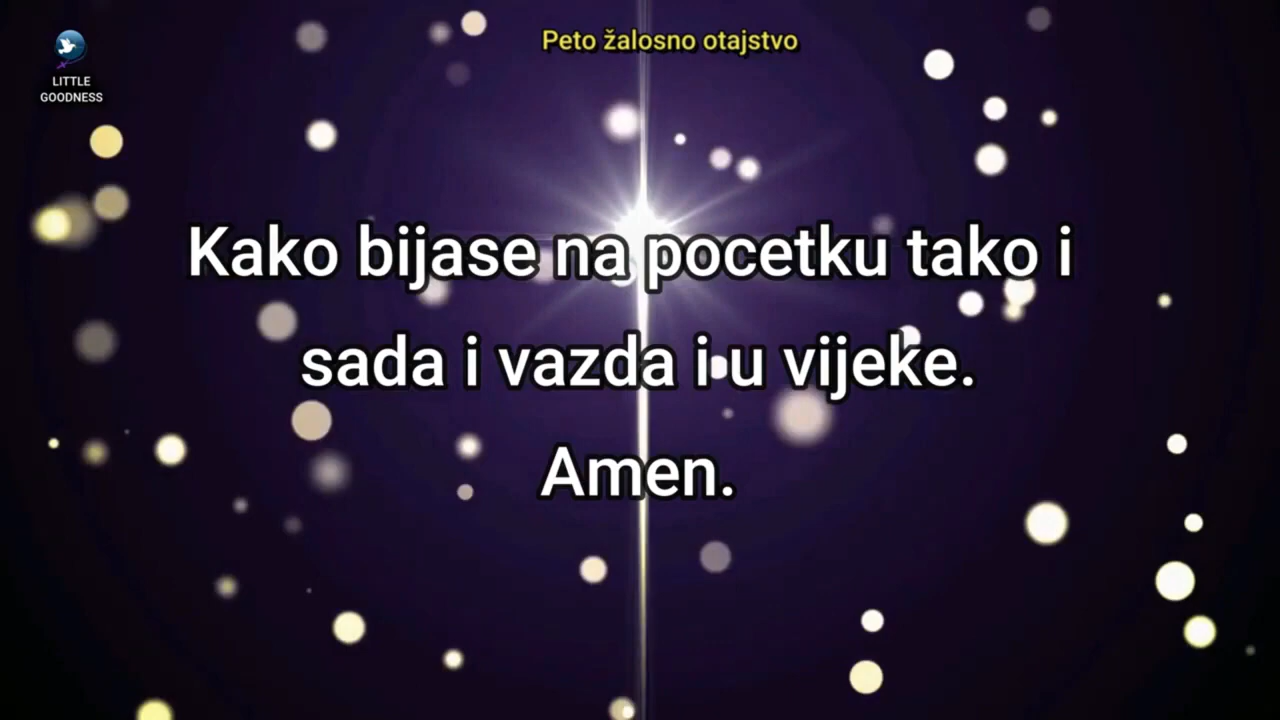 Peto žalosno otajstvo
LITTLE
GOODNESS
Kako bijase na pocetku tako i
sada i vazda i u vijeke.
Amen.